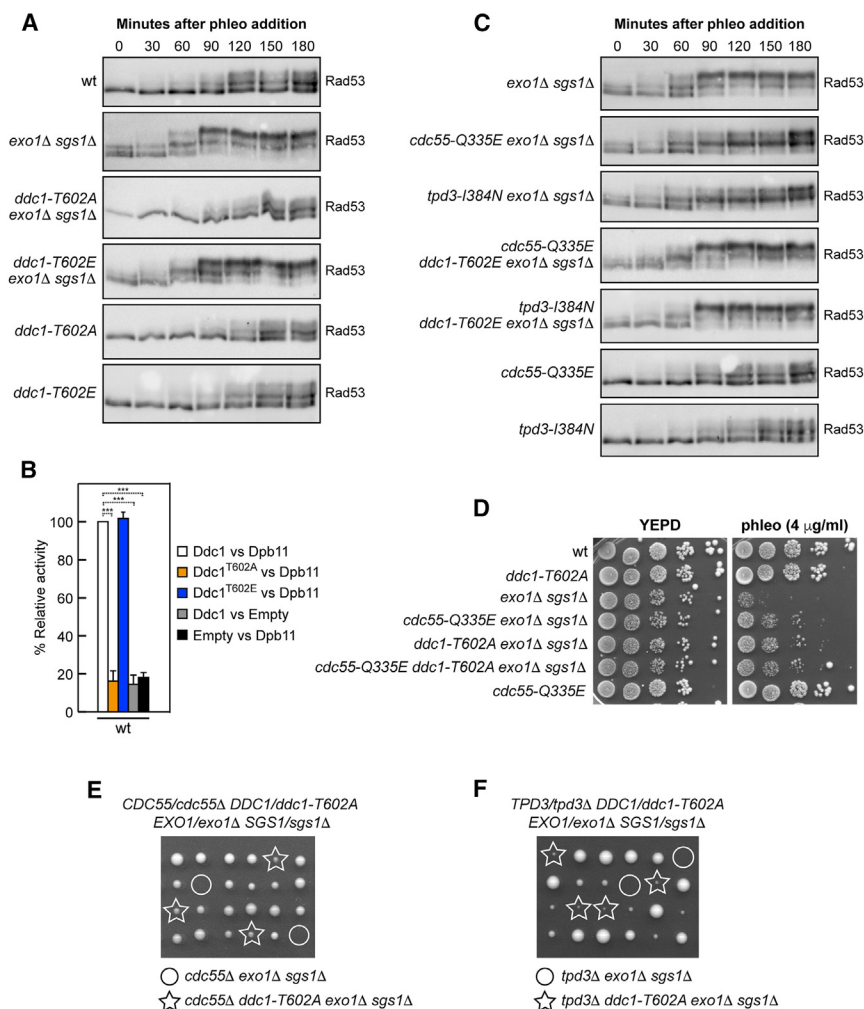 A
Minutes after phleo addition
0 30 60 90 120 150 180
wt
Rad53
exo1Δ sgs1Δ
Rad53
ddc1-T602A
exo1Δ sgs1Δ
Rad53
ddc1-T602E
exo1Δ sgs1Δ
Rad53
ddc1-T602A
Rad53
ddc1-T602E
Rad53
C
Minutes after phleo addition
0 30 60 90 120 150 180
exo1Δ sgs1Δ
Rad53
cdc55-Q335E exo1Δ sgs1Δ
Rad53
tpd3-I384N exo1Δ sgs1Δ
Rad53
cdc55-Q335E
ddc1-T602E exo1Δ sgs1Δ
Rad53
tpd3-I384N
ddc1-T602E exo1Δ sgs1Δ
Rad53
cdc55-Q335E
Rad53
tpd3-I384N
Rad53
B
% Relative activity
100
80
60
40
20
0
***
***
***
wt
Ddc1 vs Dpb11
Ddc1T602A vs Dpb11
Ddc1T602E vs Dpb11
Ddc1 vs Empty
Empty vs Dpb11
D
YEPD
phleo (4 μg/ml)
wt
ddc1-T602A
exo1Δ sgs1Δ
cdc55-Q335E exo1Δ sgs1Δ
ddc1-T602A exo1Δ sgs1Δ
cdc55-Q335E ddc1-T602A exo1Δ sgs1Δ
cdc55-Q335E
E
CDC55/cdc55Δ DDC1/ddc1-T602A
EXO1/exo1Δ SGS1/sgs1Δ
cdc55Δ exo1Δ sgs1Δ
cdc55Δ ddc1-T602A exo1Δ sgs1Δ
F
TPD3/tpd3Δ DDC1/ddc1-T602A
EXO1/exo1Δ SGS1/sgs1Δ
tpd3Δ exo1Δ sgs1Δ
tpd3Δ ddc1-T602A exo1Δ sgs1Δ